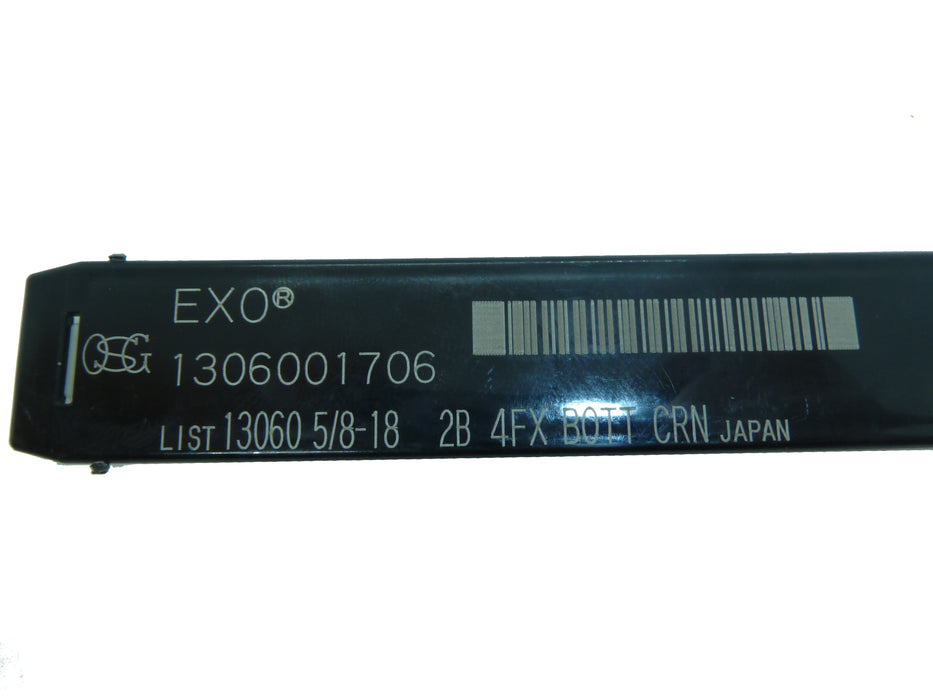 EXO®
OSG
1306001706
LIST 13060 5/8-18 2B 4FX BOTT CRN JAPAN